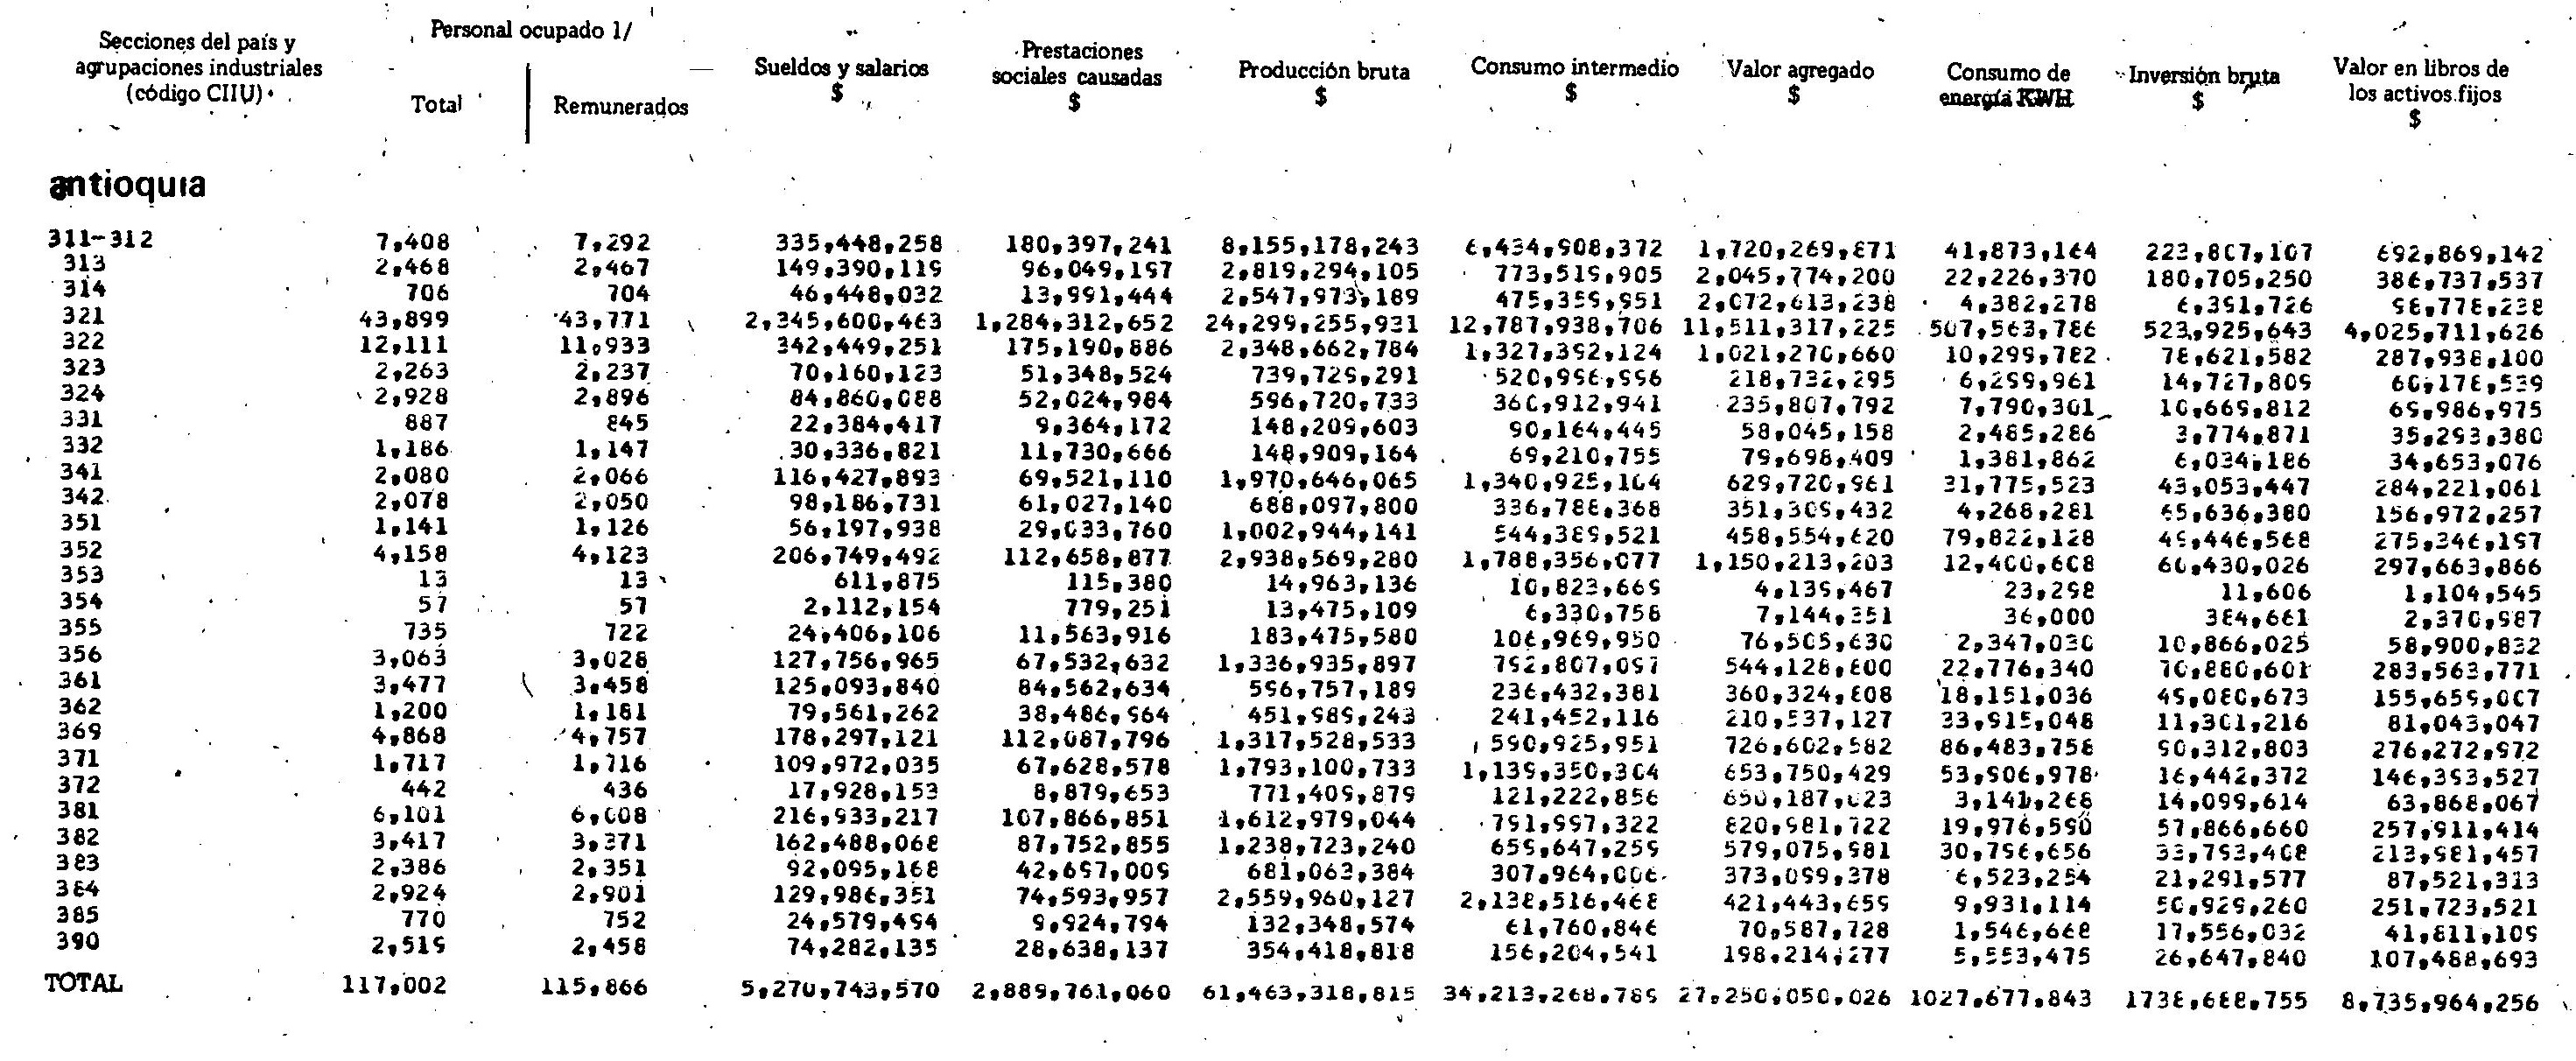 Secciones del país y agrupaciones industriales (código CIIU)
Personal ocupado 1/
Total
Remunerados
Sueldos y salarios $
Prestaciones sociales causadas $
Producción bruta $
Consumo intermedio $
Valor agregado $
Consumo de energía KWH
Inversión bruta $
Valor en libros de los activos fijos $
antioquia
311-312 7,408 7,292 335,448,258 180,397,241 8,155,178,243 6,434,908,372 1,720,269,871 41,873,164 223,807,107 692,869,142
313 2,468 2,467 149,390,119 96,049,197 2,819,294,105 773,519,905 2,045,774,200 22,226,370 180,705,250 386,737,537
314 706 704 46,448,032 13,991,444 2,547,973,189 475,359,951 2,072,613,238 4,382,278 6,391,726 98,778,238
321 43,899 43,771 2,345,600,463 1,284,312,652 24,299,255,931 12,787,938,706 11,511,317,225 507,563,786 523,925,643 4,025,711,626
322 12,111 11,933 342,449,251 175,190,886 2,348,662,784 1,327,392,124 1,021,270,660 10,299,782 78,621,582 287,938,100
323 2,263 2,237 70,160,123 51,348,524 739,729,291 520,996,996 218,732,295 6,299,961 14,727,809 60,178,539
324 2,928 2,896 84,860,088 52,024,984 596,720,733 360,912,941 235,807,792 7,790,301 10,669,812 69,986,975
331 887 845 22,384,417 9,364,172 148,209,603 90,164,445 58,045,158 2,485,286 3,774,871 35,293,380
332 1,186 1,147 30,336,821 11,730,666 148,909,164 69,210,755 79,698,409 1,381,862 6,034,186 34,653,076
341 2,080 2,066 116,427,893 69,521,110 1,970,646,065 1,340,925,104 629,720,961 31,775,523 43,053,447 284,221,061
342 2,078 2,050 98,186,731 61,027,140 688,097,800 336,788,368 351,309,432 4,268,281 65,636,380 156,972,257
351 1,141 1,126 56,197,938 29,033,760 1,002,944,141 544,389,521 458,554,620 79,822,128 49,446,568 275,346,197
352 4,158 4,123 206,749,492 112,658,877 2,938,569,280 1,788,356,077 1,150,213,203 12,400,608 60,430,026 297,663,866
353 13 13 611,875 115,380 14,963,136 10,823,669 4,139,467 23,298 11,606 1,104,545
354 57 57 2,112,154 779,251 13,475,109 6,330,758 7,144,351 36,000 384,661 2,370,987
355 735 722 24,406,106 11,563,916 183,475,580 106,969,950 76,505,630 2,347,030 10,866,025 58,900,832
356 3,063 3,028 127,756,965 67,532,632 1,336,935,897 792,807,097 544,128,800 22,776,340 70,880,601 283,563,771
361 3,477 3,458 125,093,840 84,562,634 596,757,189 236,432,381 360,324,808 18,151,036 49,080,673 155,659,007
362 1,200 1,181 79,561,262 38,486,964 451,989,243 241,452,116 210,537,127 33,915,048 11,301,216 81,043,047
369 4,868 4,757 178,297,121 112,087,796 1,317,528,533 590,925,951 726,602,582 86,483,758 90,312,803 276,272,972
371 1,717 1,716 109,972,035 67,628,578 1,793,100,733 1,139,350,304 653,750,429 53,906,978 16,442,372 146,393,527
372 442 436 17,928,153 8,879,653 771,409,879 121,222,856 650,187,023 3,141,268 14,099,614 63,868,067
381 6,101 6,008 216,933,217 107,866,851 1,612,979,044 791,997,322 820,981,722 19,976,590 57,866,660 257,911,414
382 3,417 3,371 162,488,068 87,752,855 1,238,723,240 659,647,259 579,075,981 30,796,656 33,793,408 213,981,457
383 2,386 2,351 92,095,168 42,697,009 681,063,384 307,964,006 373,099,378 6,523,254 21,291,577 87,521,313
384 2,924 2,901 129,986,351 74,593,957 2,559,960,127 2,138,516,468 421,443,659 9,931,114 50,929,260 251,723,521
385 770 752 24,579,494 9,924,794 132,348,574 61,760,846 70,587,728 1,546,668 17,556,032 41,811,109
390 2,519 2,458 74,282,135 28,638,137 354,418,818 156,204,541 198,214,277 5,553,475 26,647,840 107,488,693
TOTAL 117,002 115,866 5,270,743,570 2,889,761,060 61,463,318,815 34,213,268,789 27,250,050,026 1027,677,843 1738,688,755 8,735,964,256